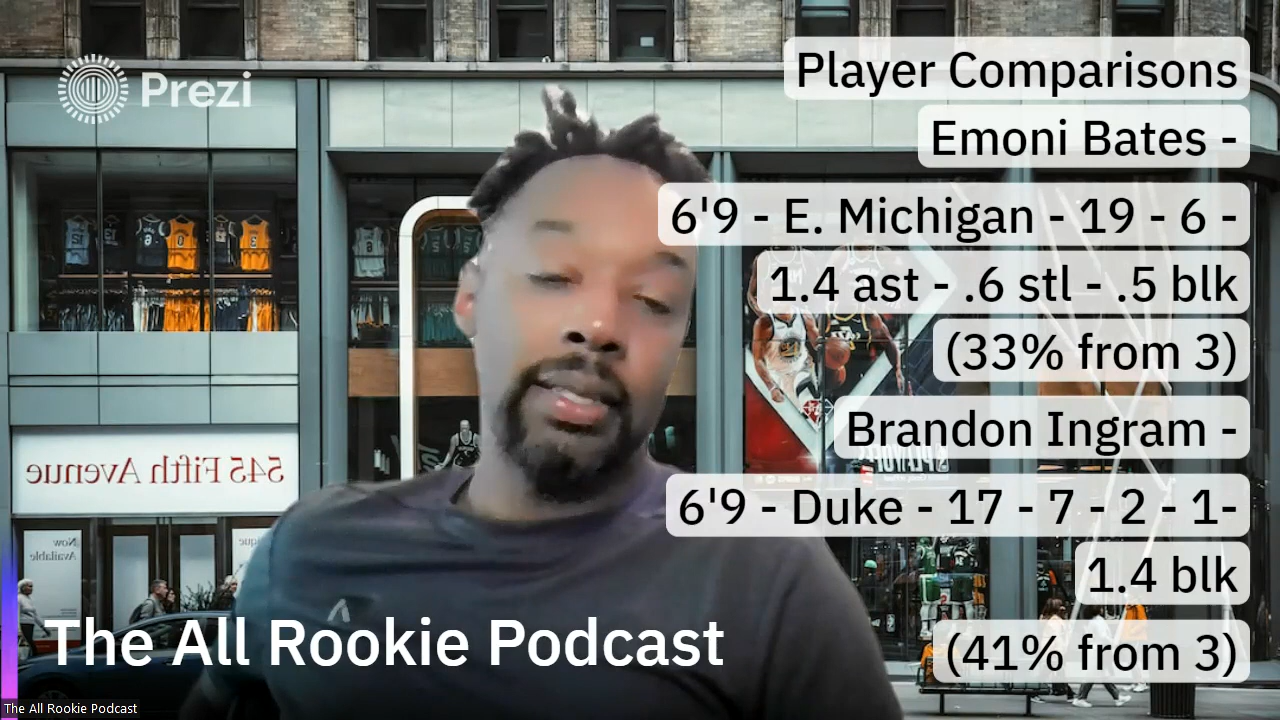 Prezi
Player Comparisons
Emoni Bates -
6'9 - E. Michigan - 19 - 6 -
1.4 ast - .6 stl - .5 blk
(33% from 3)
Brandon Ingram -
6'9 - Duke - 17 - 7 - 2 - 1-
1.4 blk
(41% from 3)
545 Fifth Avenue
Now
Available
The All Rookie Podcast
The All Rookie Podcast